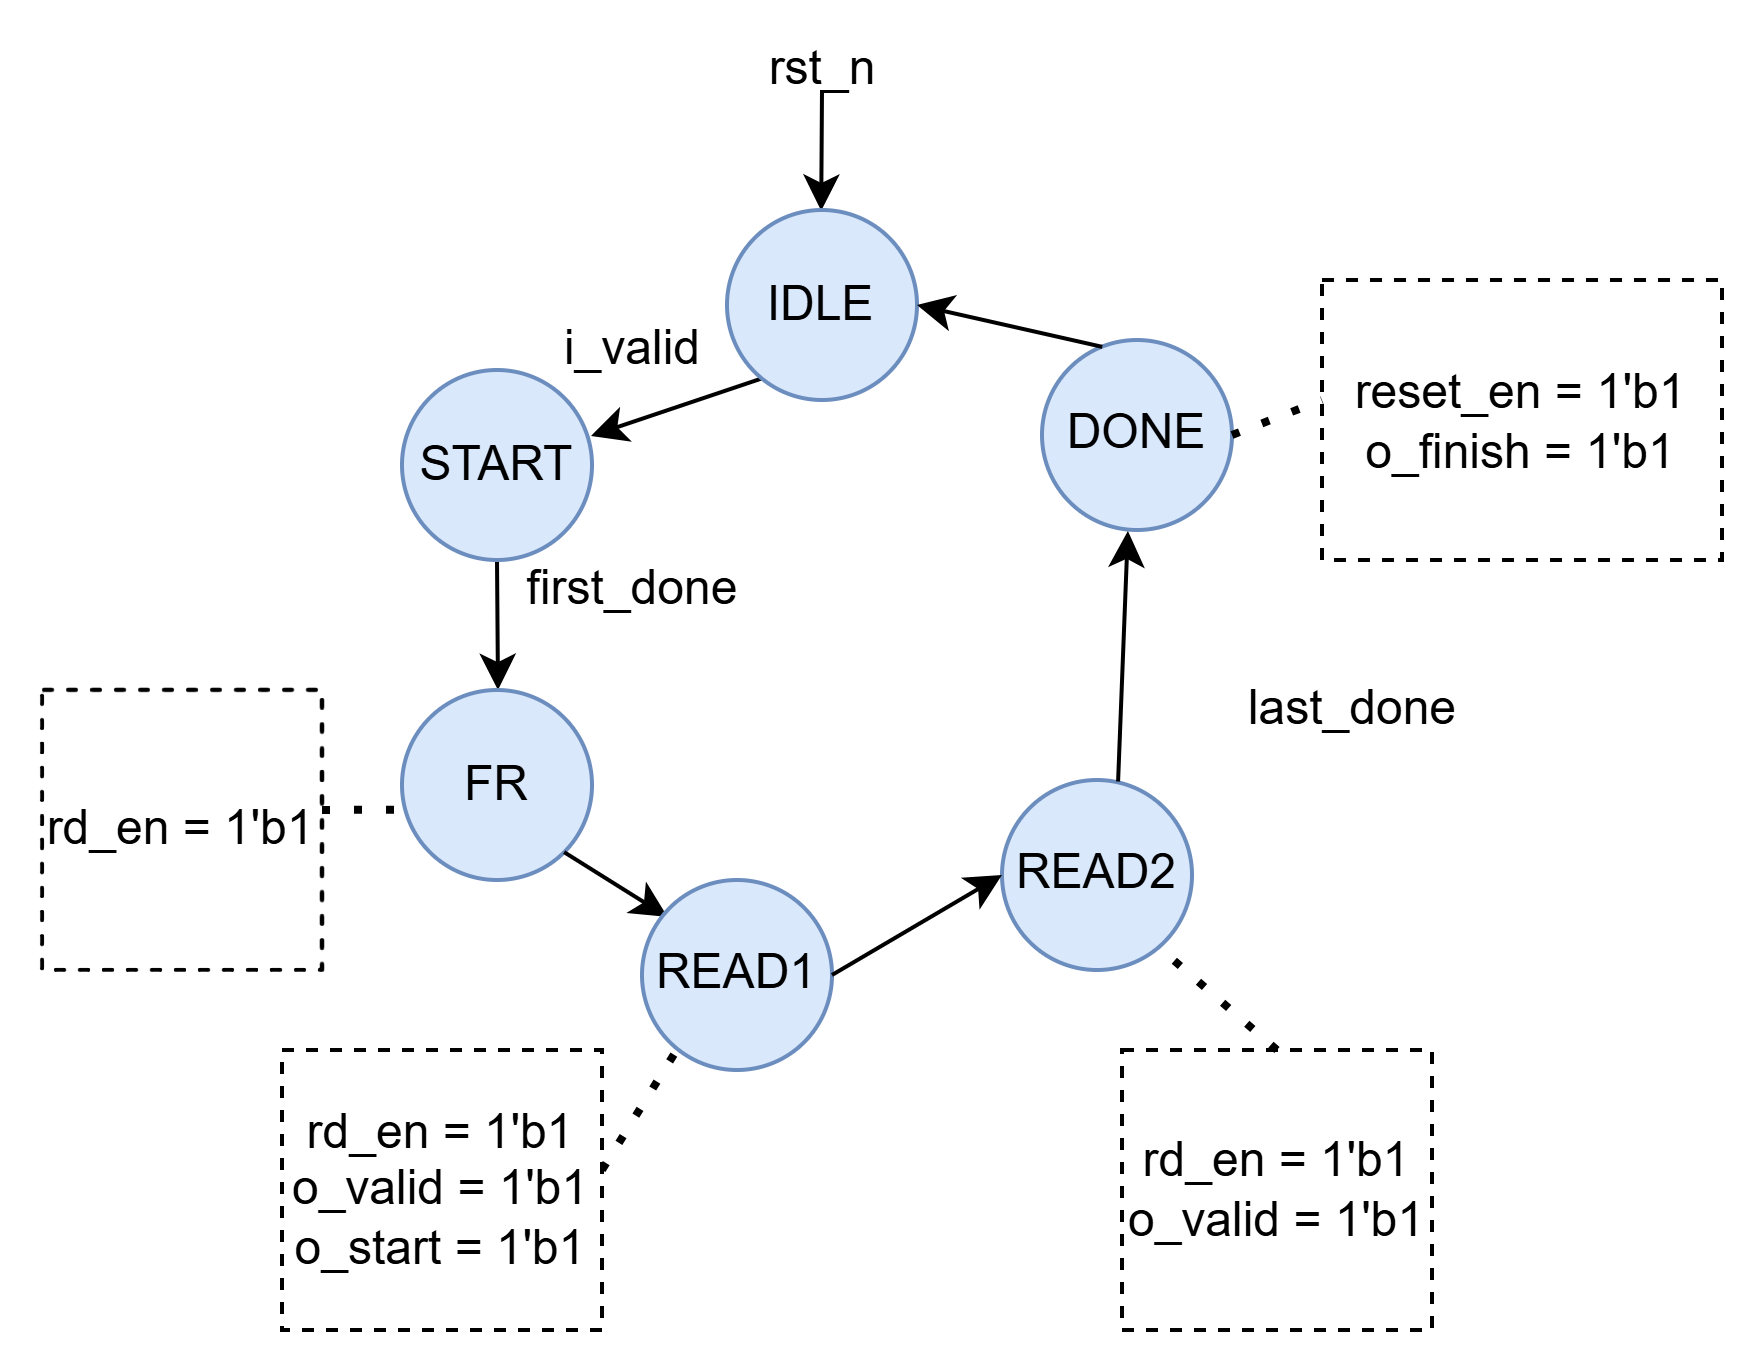 rst_n
IDLE
i_valid
START
DONE
reset_en = 1'b1
o_finish = 1'b1
first_done
last_done
FR
rd_en = 1'b1
READ1
READ2
rd_en = 1'b1
o_valid = 1'b1
o_start = 1'b1
rd_en = 1'b1
o_valid = 1'b1